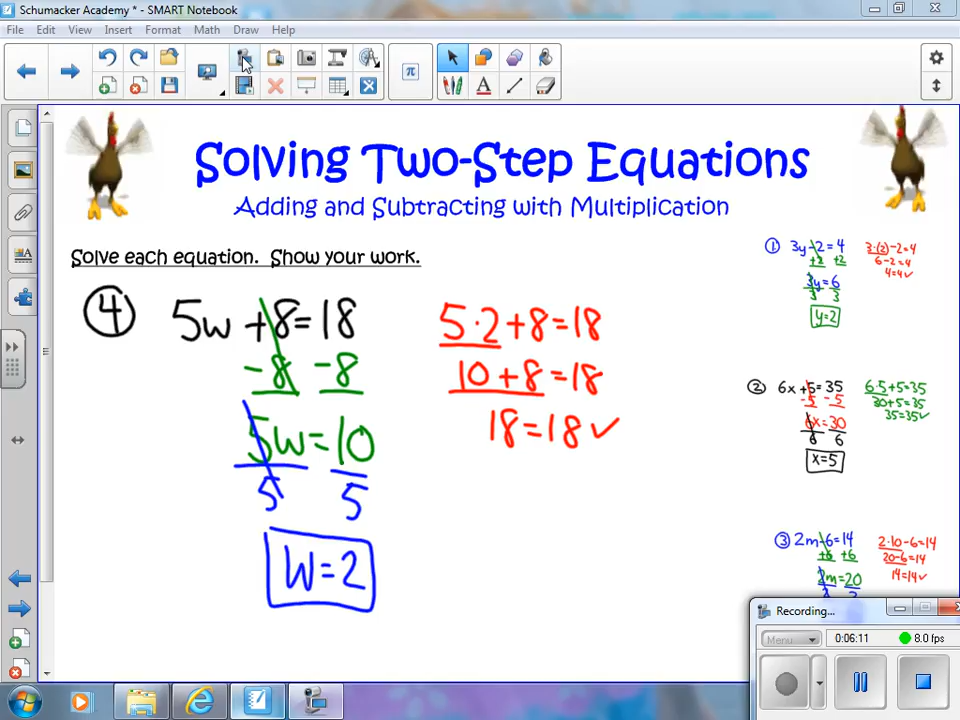 Schumacker Academy * - SMART Notebook
File Edit View Insert Format Math Draw Help
π
A
Solving Two-Step Equations
Adding and Subtracting with Multiplication
Solve each equation. Show your work.
④ 5w +8=18
-8 -8
5w=10
5 5
W=2
5·2+8=18
10+8=18
18=18✓
① 3y-2=4
+2 +2
3y=6
3 3
y=2
3·(2)-2=4
6-2=4
4=4✓
② 6x+5=35
-5 -5
6x=30
6 6
x=5
6·5+5=35
30+5=35
35=35✓
③ 2m-6=14
+6 +6
2m=20
2·10-6=14
20-6=14
14=14✓
Recording...
Menu 0:06:11 8.0 fps